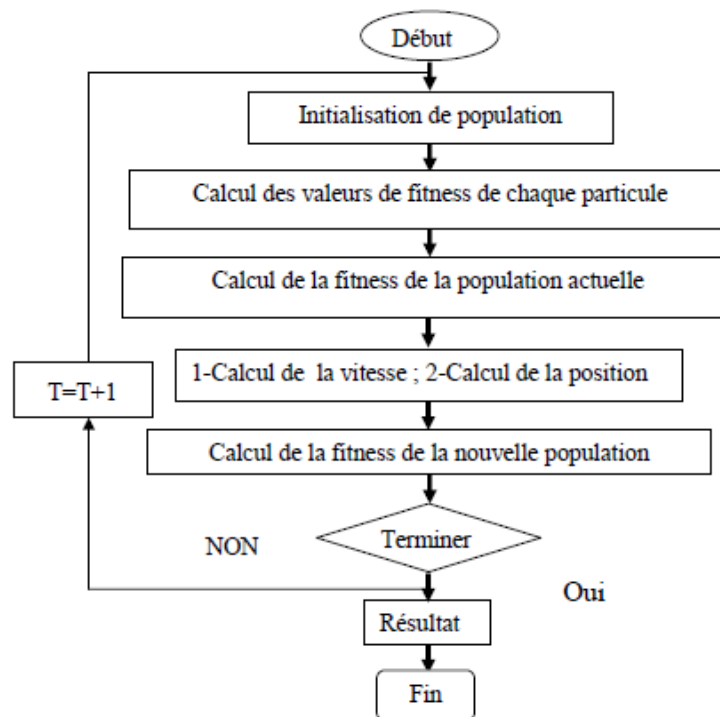 Début
Initialisation de population
Calcul des valeurs de fitness de chaque particule
Calcul de la fitness de la population actuelle
1-Calcul de la vitesse ; 2-Calcul de la position
T=T+1
Calcul de la fitness de la nouvelle population
Terminer
NON
Oui
Résultat
Fin